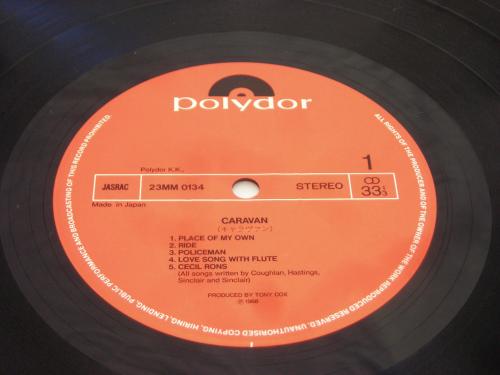 polydor
Polydor K.K.,
1
JASRAC
23MM 0134
STEREO
33⅓
Made in Japan
CARAVAN
(キャラヴァン)
1. PLACE OF MY OWN
2. RIDE
3. POLICEMAN
4. LOVE SONG WITH FLUTE
5. CECIL RONS
(All songs written by Coughlan, Hastings,
Sinclair and Sinclair)
PRODUCED BY TONY COX
℗ 1968
ALL RIGHTS OF THE PRODUCER AND OF THE OWNER OF THE WORK REPRODUCED RESERVED. UNAUTHORISED COPYING, HIRING, LENDING, PUBLIC PERFORMANCE AND BROADCASTING OF THIS RECORD PROHIBITED.